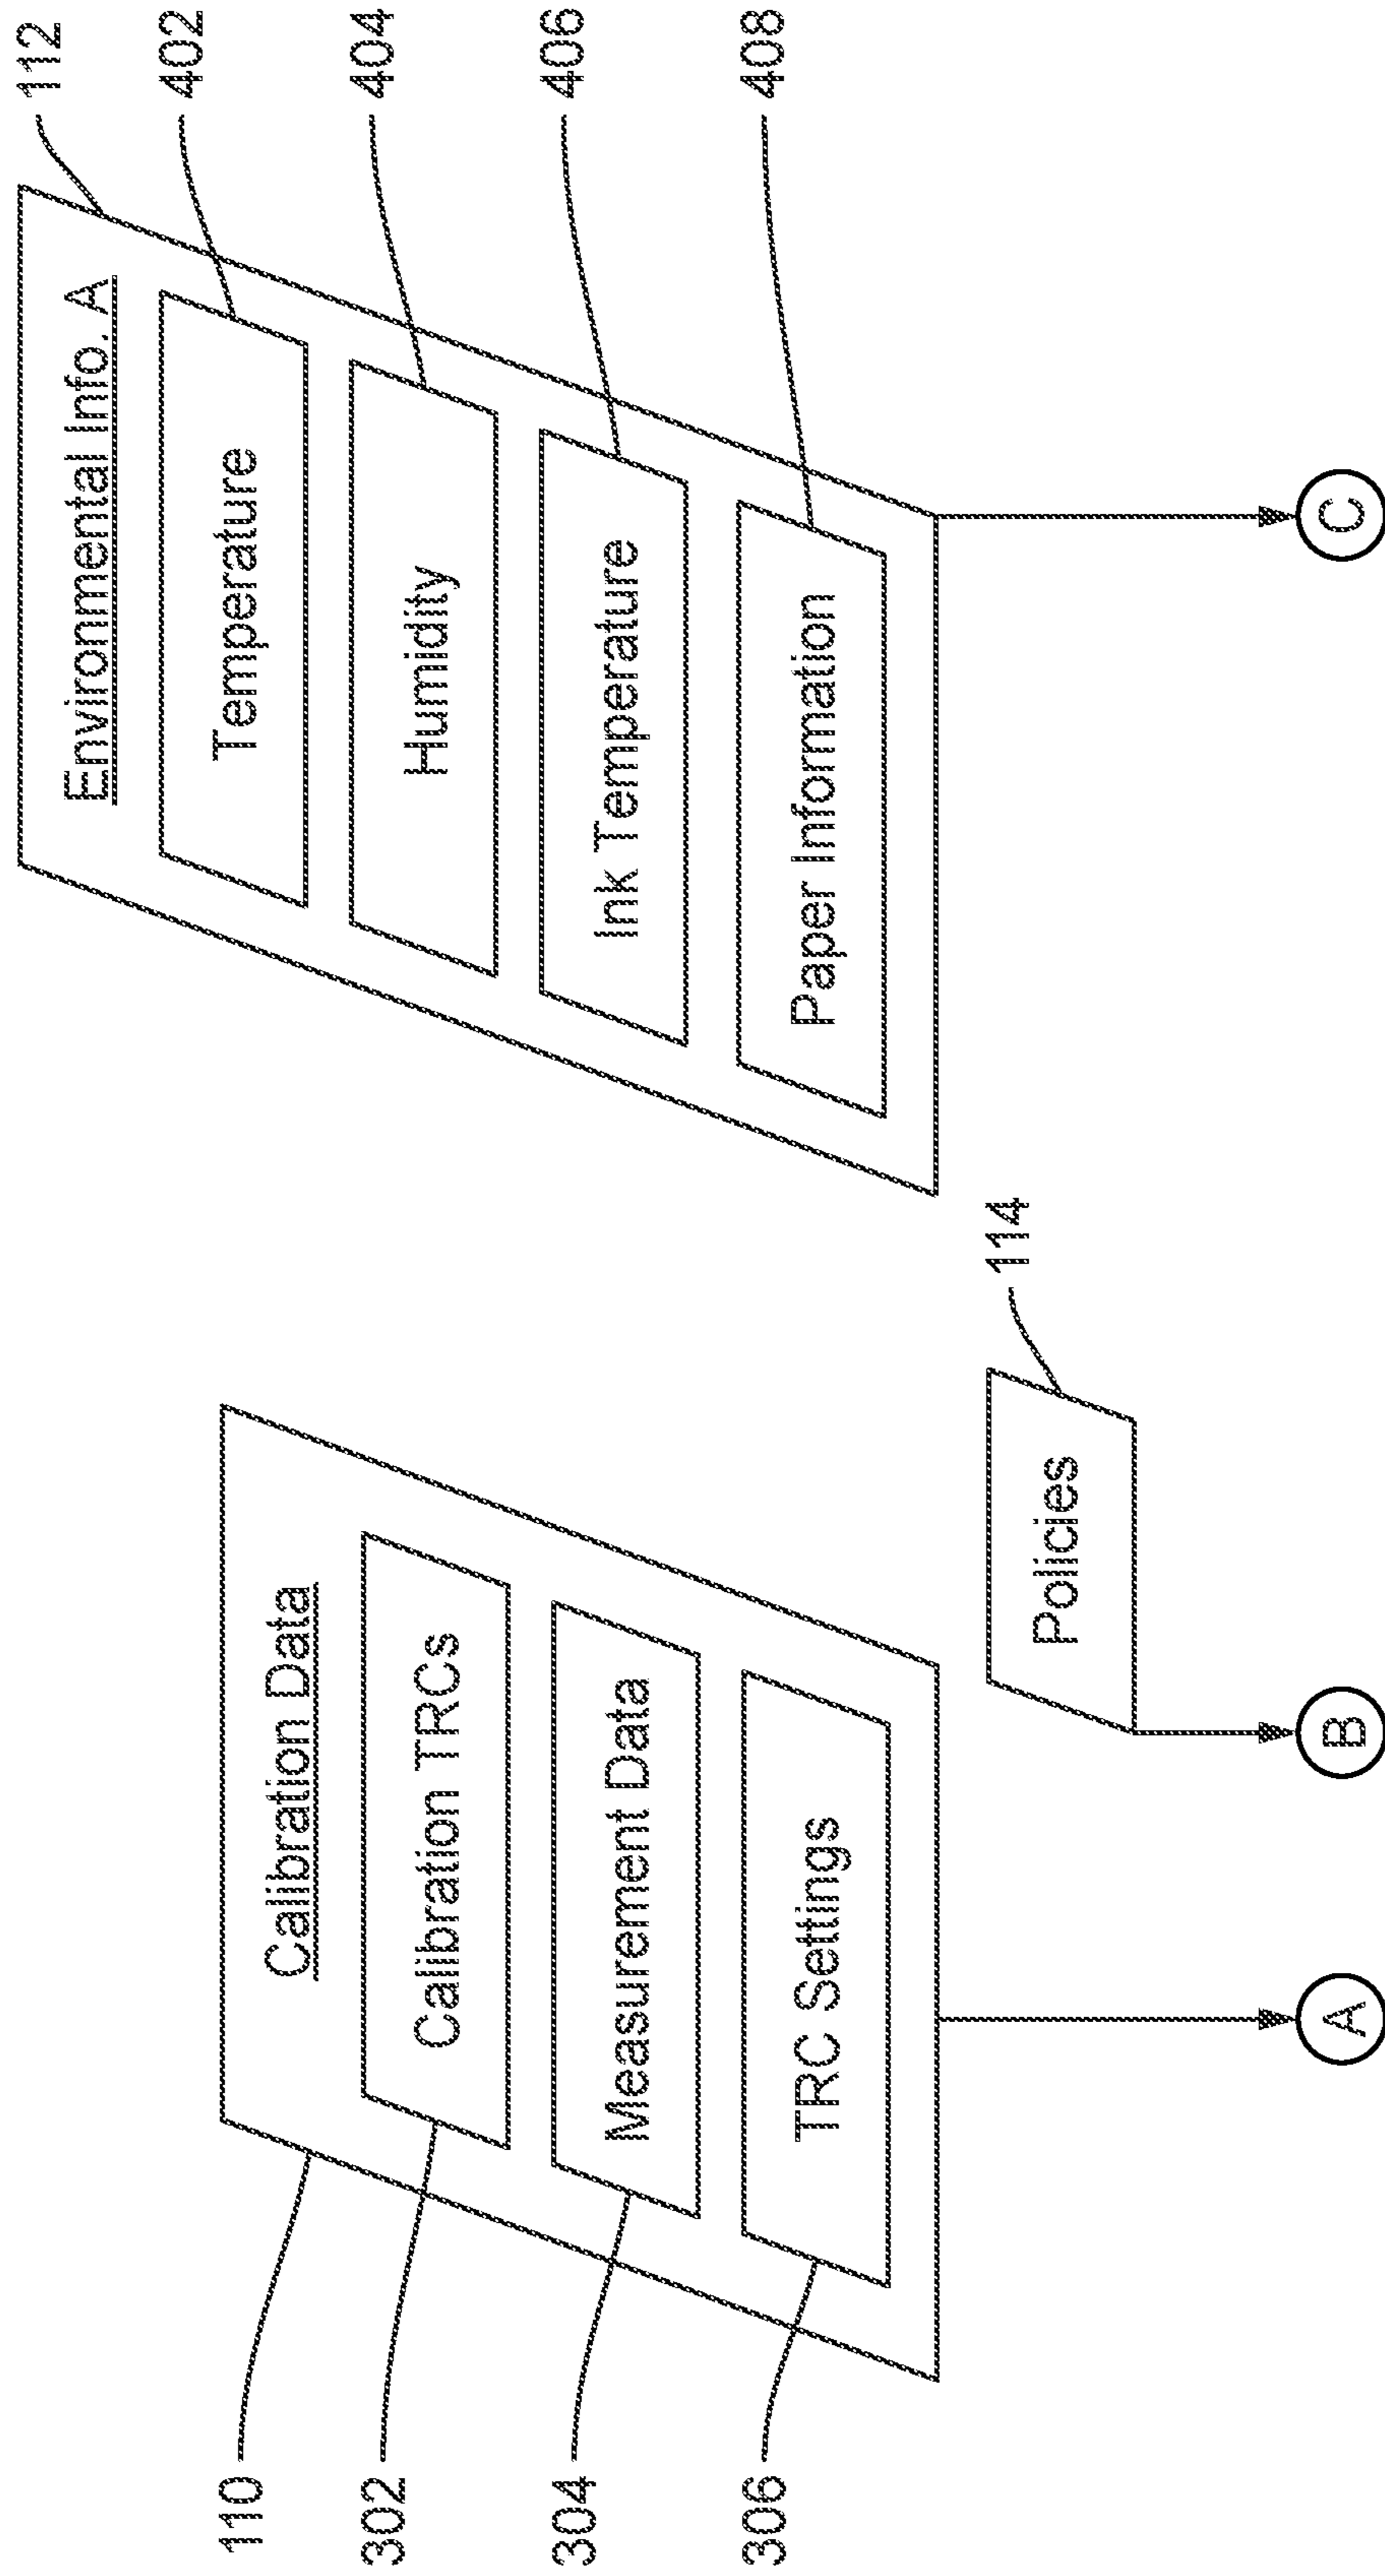 Calibration Data
110
Calibration TRCs
302
Measurement Data
304
TRC Settings
306
Environmental Info. A
112
Temperature
402
Humidity
404
Ink Temperature
406
Paper Information
408
Policies
114
A
B
C